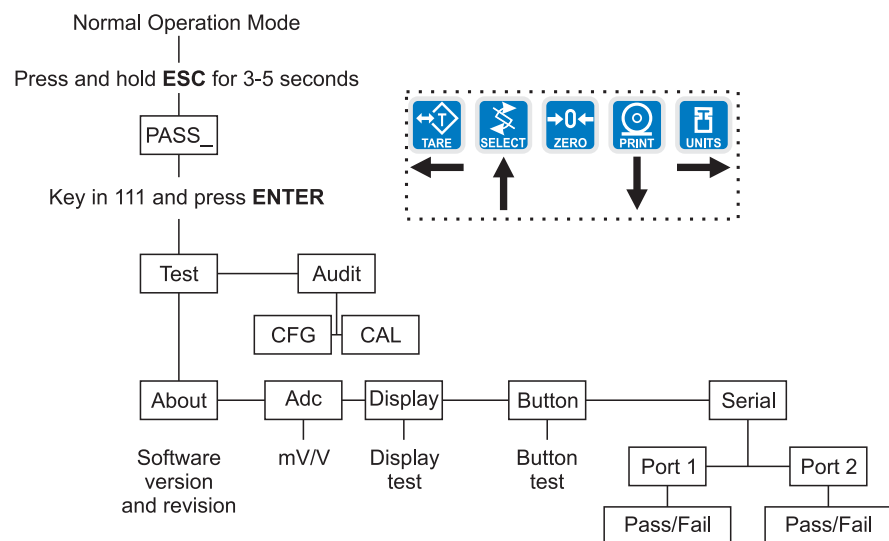 Normal Operation Mode
Press and hold ESC for 3-5 seconds
PASS_
Key in 111 and press ENTER
T
TARE
SELECT
→0←
ZERO
PRINT
UNITS
Test
Audit
CFG
CAL
About
Adc
Display
Button
Serial
Software
version
and revision
mV/V
Display
test
Button
test
Port 1
Port 2
Pass/Fail
Pass/Fail